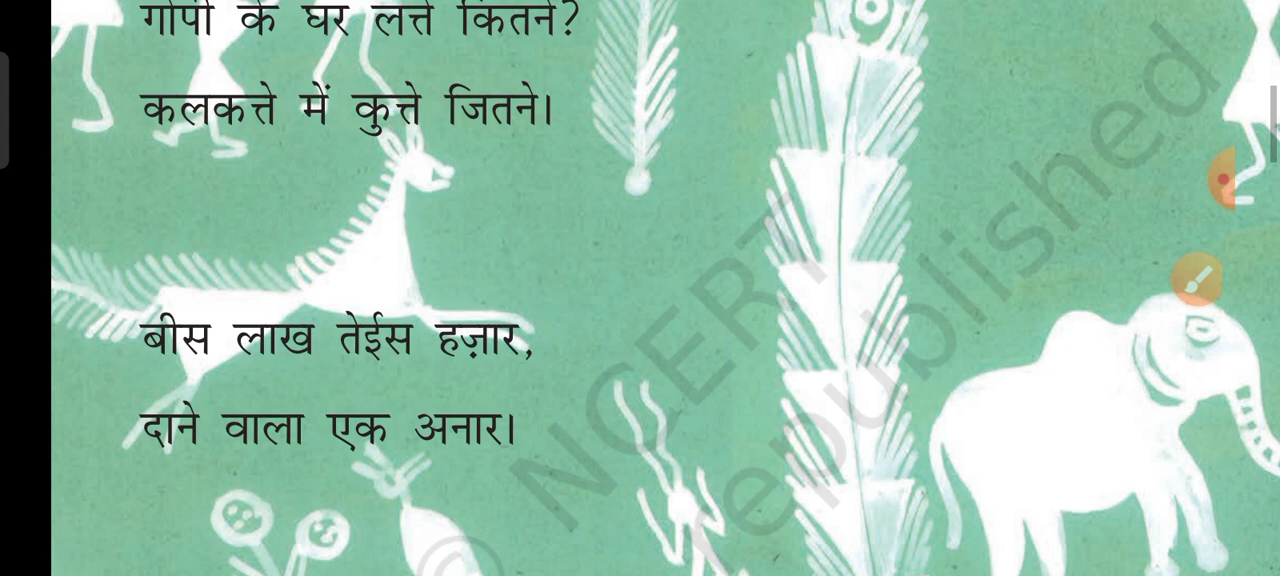 गोपी के घर लत्ते कितने?
कलकत्ते में कुत्ते जितने।
बीस लाख तेईस हज़ार,
दाने वाला एक अनार।
© NCERT
republished